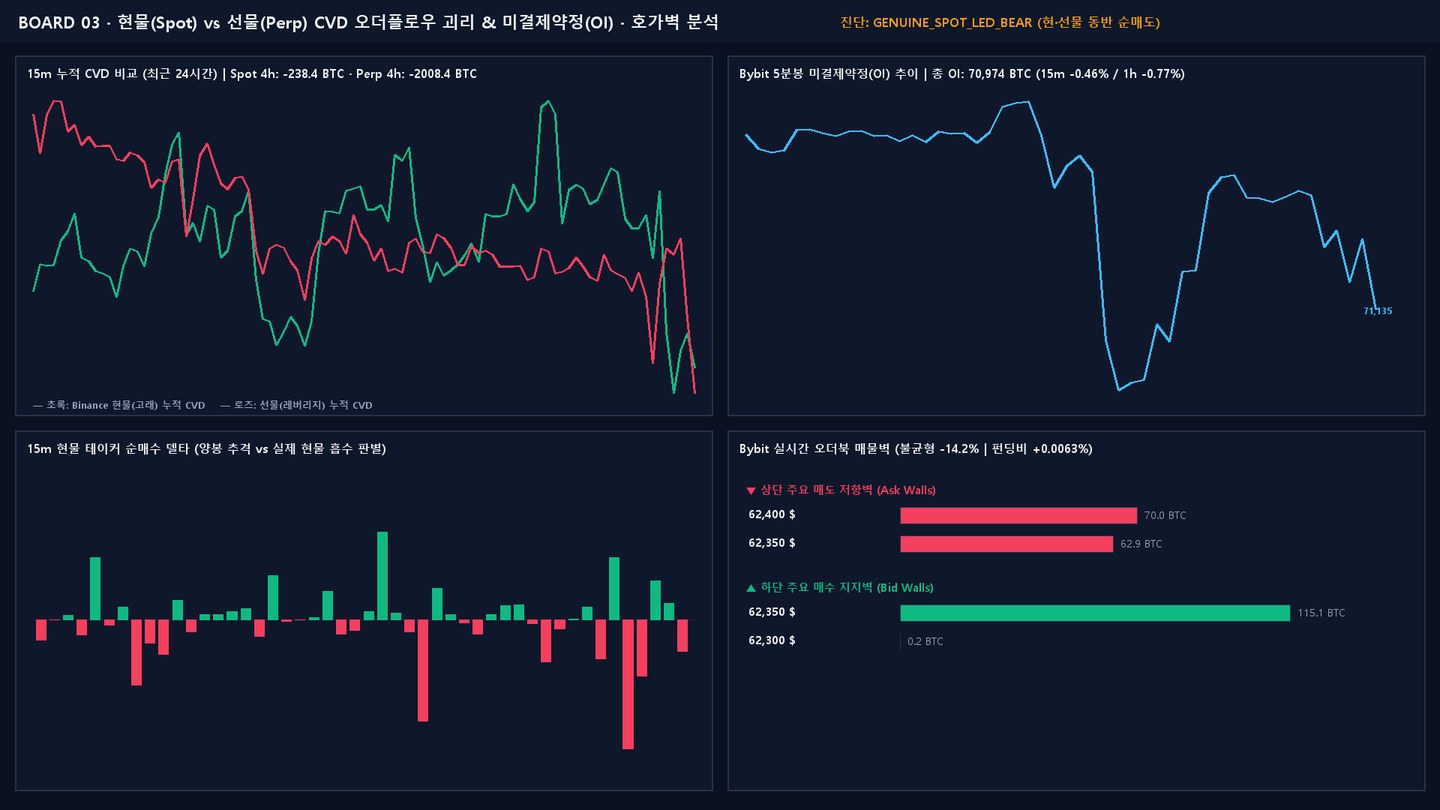 BOARD 03 · 현물(Spot) vs 선물(Perp) CVD 오더플로우 괴리 & 미결제약정(OI) · 호가벽 분석
진단: GENUINE_SPOT_LED_BEAR (현·선물 동반 순매도)
15m 누적 CVD 비교 (최근 24시간) | Spot 4h: -238.4 BTC · Perp 4h: -2008.4 BTC
— 초록: Binance 현물(고래) 누적 CVD — 로즈: 선물(레버리지) 누적 CVD
Bybit 5분봉 미결제약정(OI) 추이 | 총 OI: 70,974 BTC (15m -0.46% / 1h -0.77%)
71,135
15m 현물 테이커 순매수 델타 (양봉 추격 vs 실제 현물 흡수 판별)
Bybit 실시간 오더북 매물벽 (불균형 -14.2% | 펀딩비 +0.0063%)
▼ 상단 주요 매도 저항벽 (Ask Walls)
62,400 $ 70.0 BTC
62,350 $ 62.9 BTC
▲ 하단 주요 매수 지지벽 (Bid Walls)
62,350 $ 115.1 BTC
62,300 $ 0.2 BTC